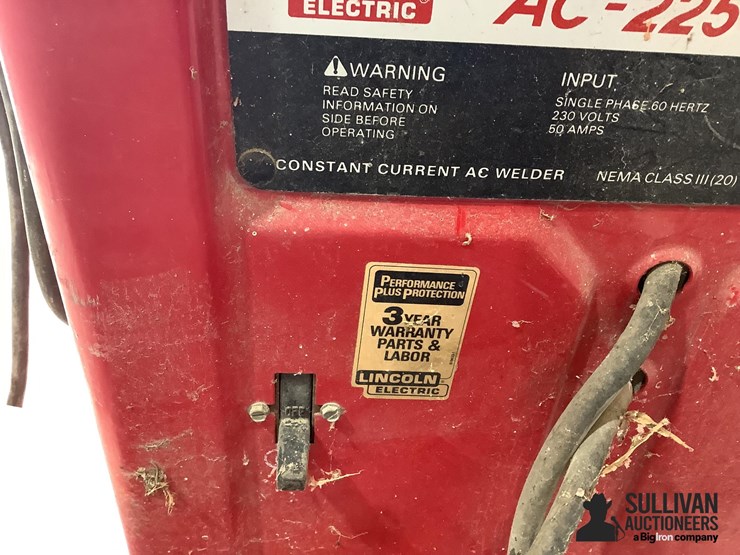 ELECTRIC
AC-225
WARNING
READ SAFETY
INFORMATION ON
SIDE BEFORE
OPERATING
INPUT
SINGLE PHASE 60 HERTZ
230 VOLTS
50 AMPS
CONSTANT CURRENT AC WELDER
NEMA CLASS III (20)
PERFORMANCE
PLUS PROTECTION
3 YEAR
WARRANTY
PARTS &
LABOR
LINCOLN
ELECTRIC
OFF
SULLIVAN
AUCTIONEERS
a BigIron company